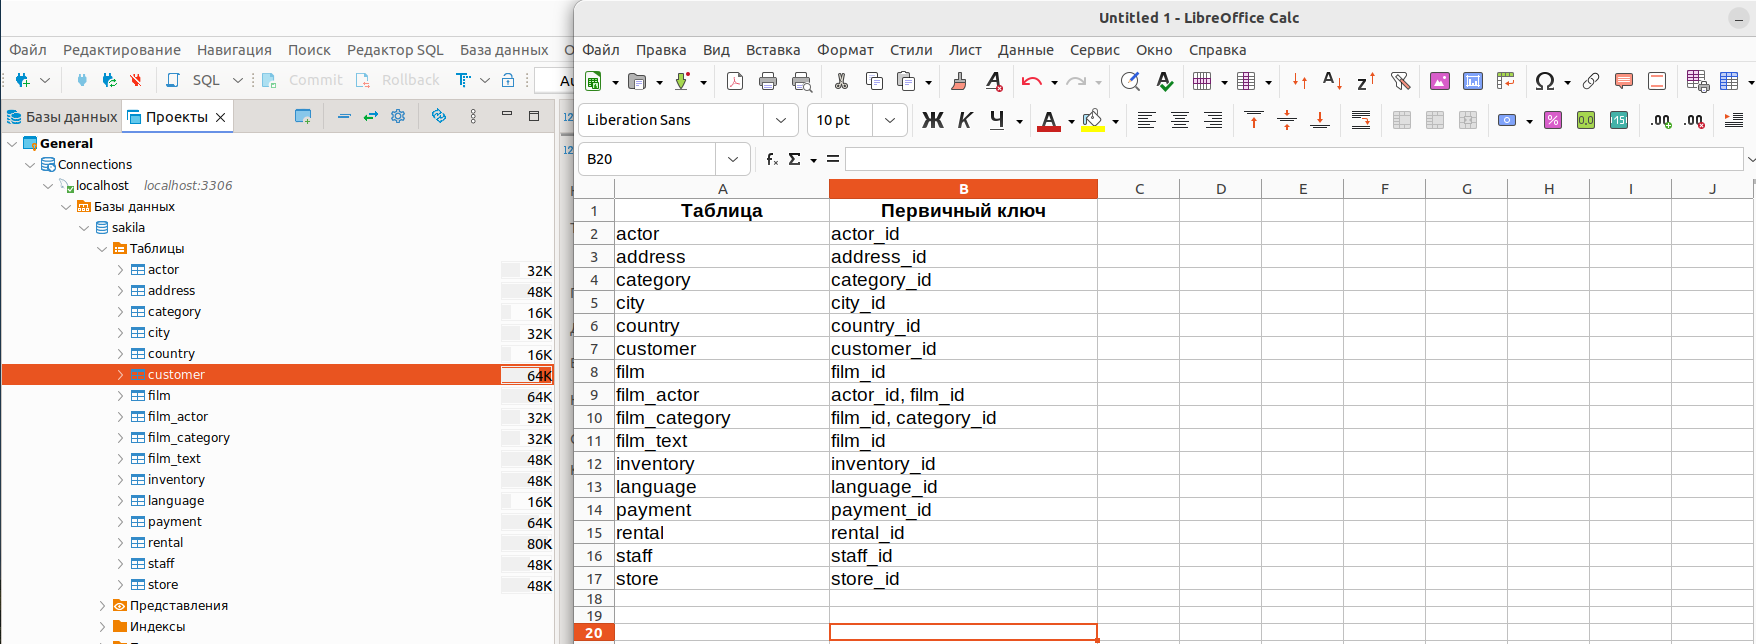 Файл Редактирование Навигация Поиск Редактор SQL База данных
SQL Commit Rollback T Au
Базы данных Проекты
General
Connections
localhost localhost:3306
Базы данных
sakila
Таблицы
actor 32K
address 48K
category 16K
city 32K
country 16K
customer 64K
film 64K
film_actor 32K
film_category 32K
film_text 48K
inventory 48K
language 16K
payment 64K
rental 80K
staff 48K
store 48K
Представления
Индексы
Untitled 1 - LibreOffice Calc
Файл Правка Вид Вставка Формат Стили Лист Данные Сервис Окно Справка
Liberation Sans 10 pt Ж К Ч А
B20 fx Σ =
A B C D E F G H I J
1 Таблица Первичный ключ
2 actor actor_id
3 address address_id
4 category category_id
5 city city_id
6 country country_id
7 customer customer_id
8 film film_id
9 film_actor actor_id, film_id
10 film_category film_id, category_id
11 film_text film_id
12 inventory inventory_id
13 language language_id
14 payment payment_id
15 rental rental_id
16 staff staff_id
17 store store_id
18
19
20